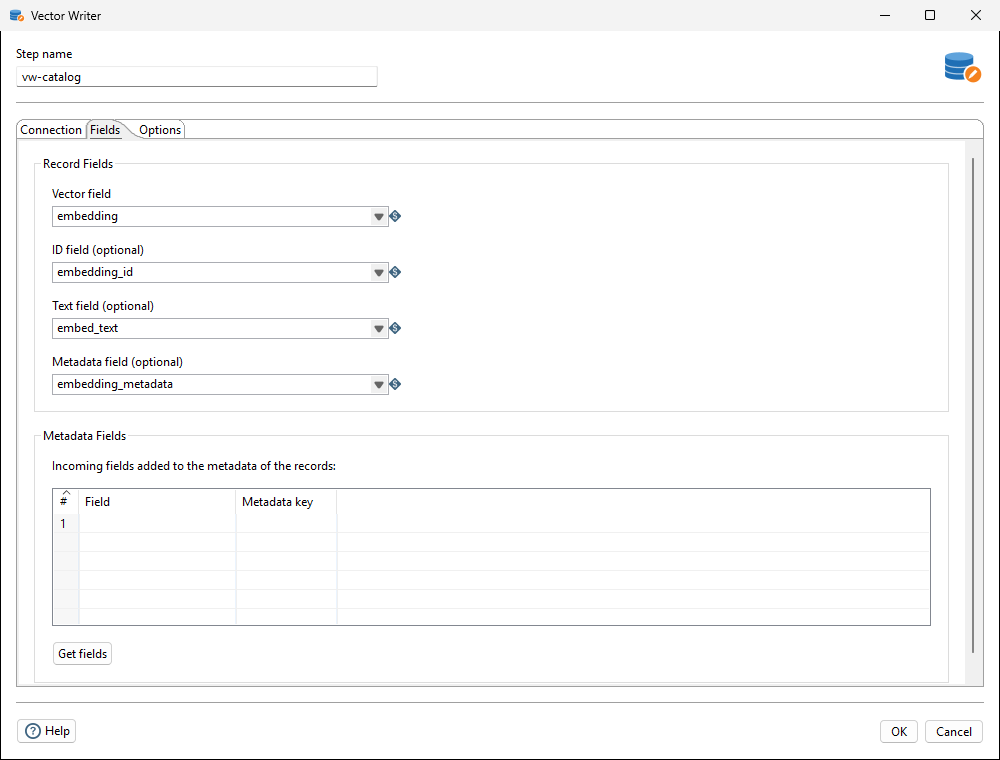 Vector Writer
Step name
vw-catalog
Connection Fields Options
Record Fields
Vector field
embedding
ID field (optional)
embedding_id
Text field (optional)
embed_text
Metadata field (optional)
embedding_metadata
Metadata Fields
Incoming fields added to the metadata of the records:
# Field Metadata key
1
Get fields
Help OK Cancel